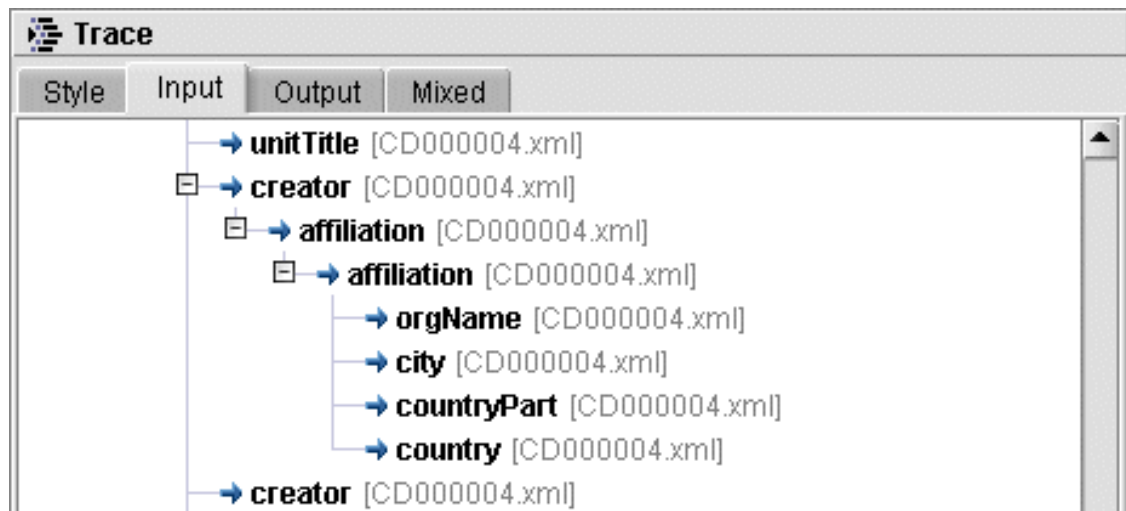 Trace
Style Input Output Mixed
unitTitle [CD000004.xml]
creator [CD000004.xml]
affiliation [CD000004.xml]
affiliation [CD000004.xml]
orgName [CD000004.xml]
city [CD000004.xml]
countryPart [CD000004.xml]
country [CD000004.xml]
creator [CD000004.xml]